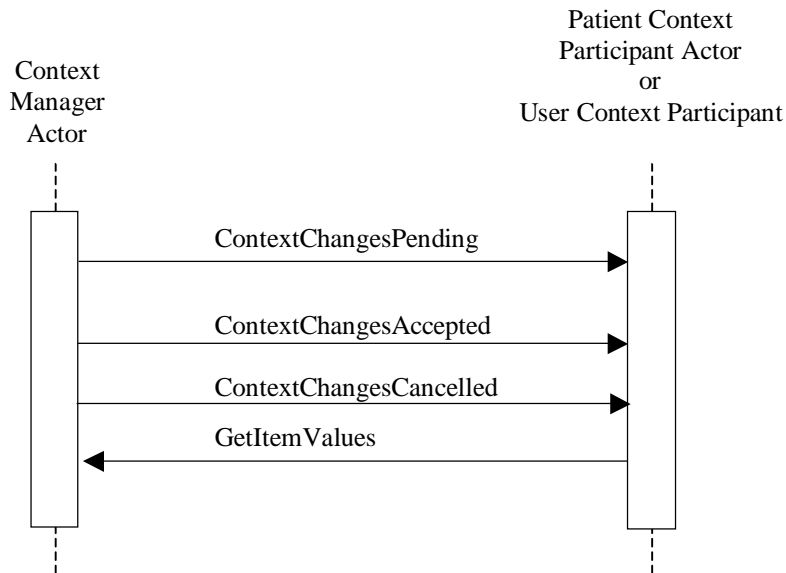 Patient Context
Participant Actor
or
User Context Participant
Context
Manager
Actor
ContextChangesPending
ContextChangesAccepted
ContextChangesCancelled
GetItemValues